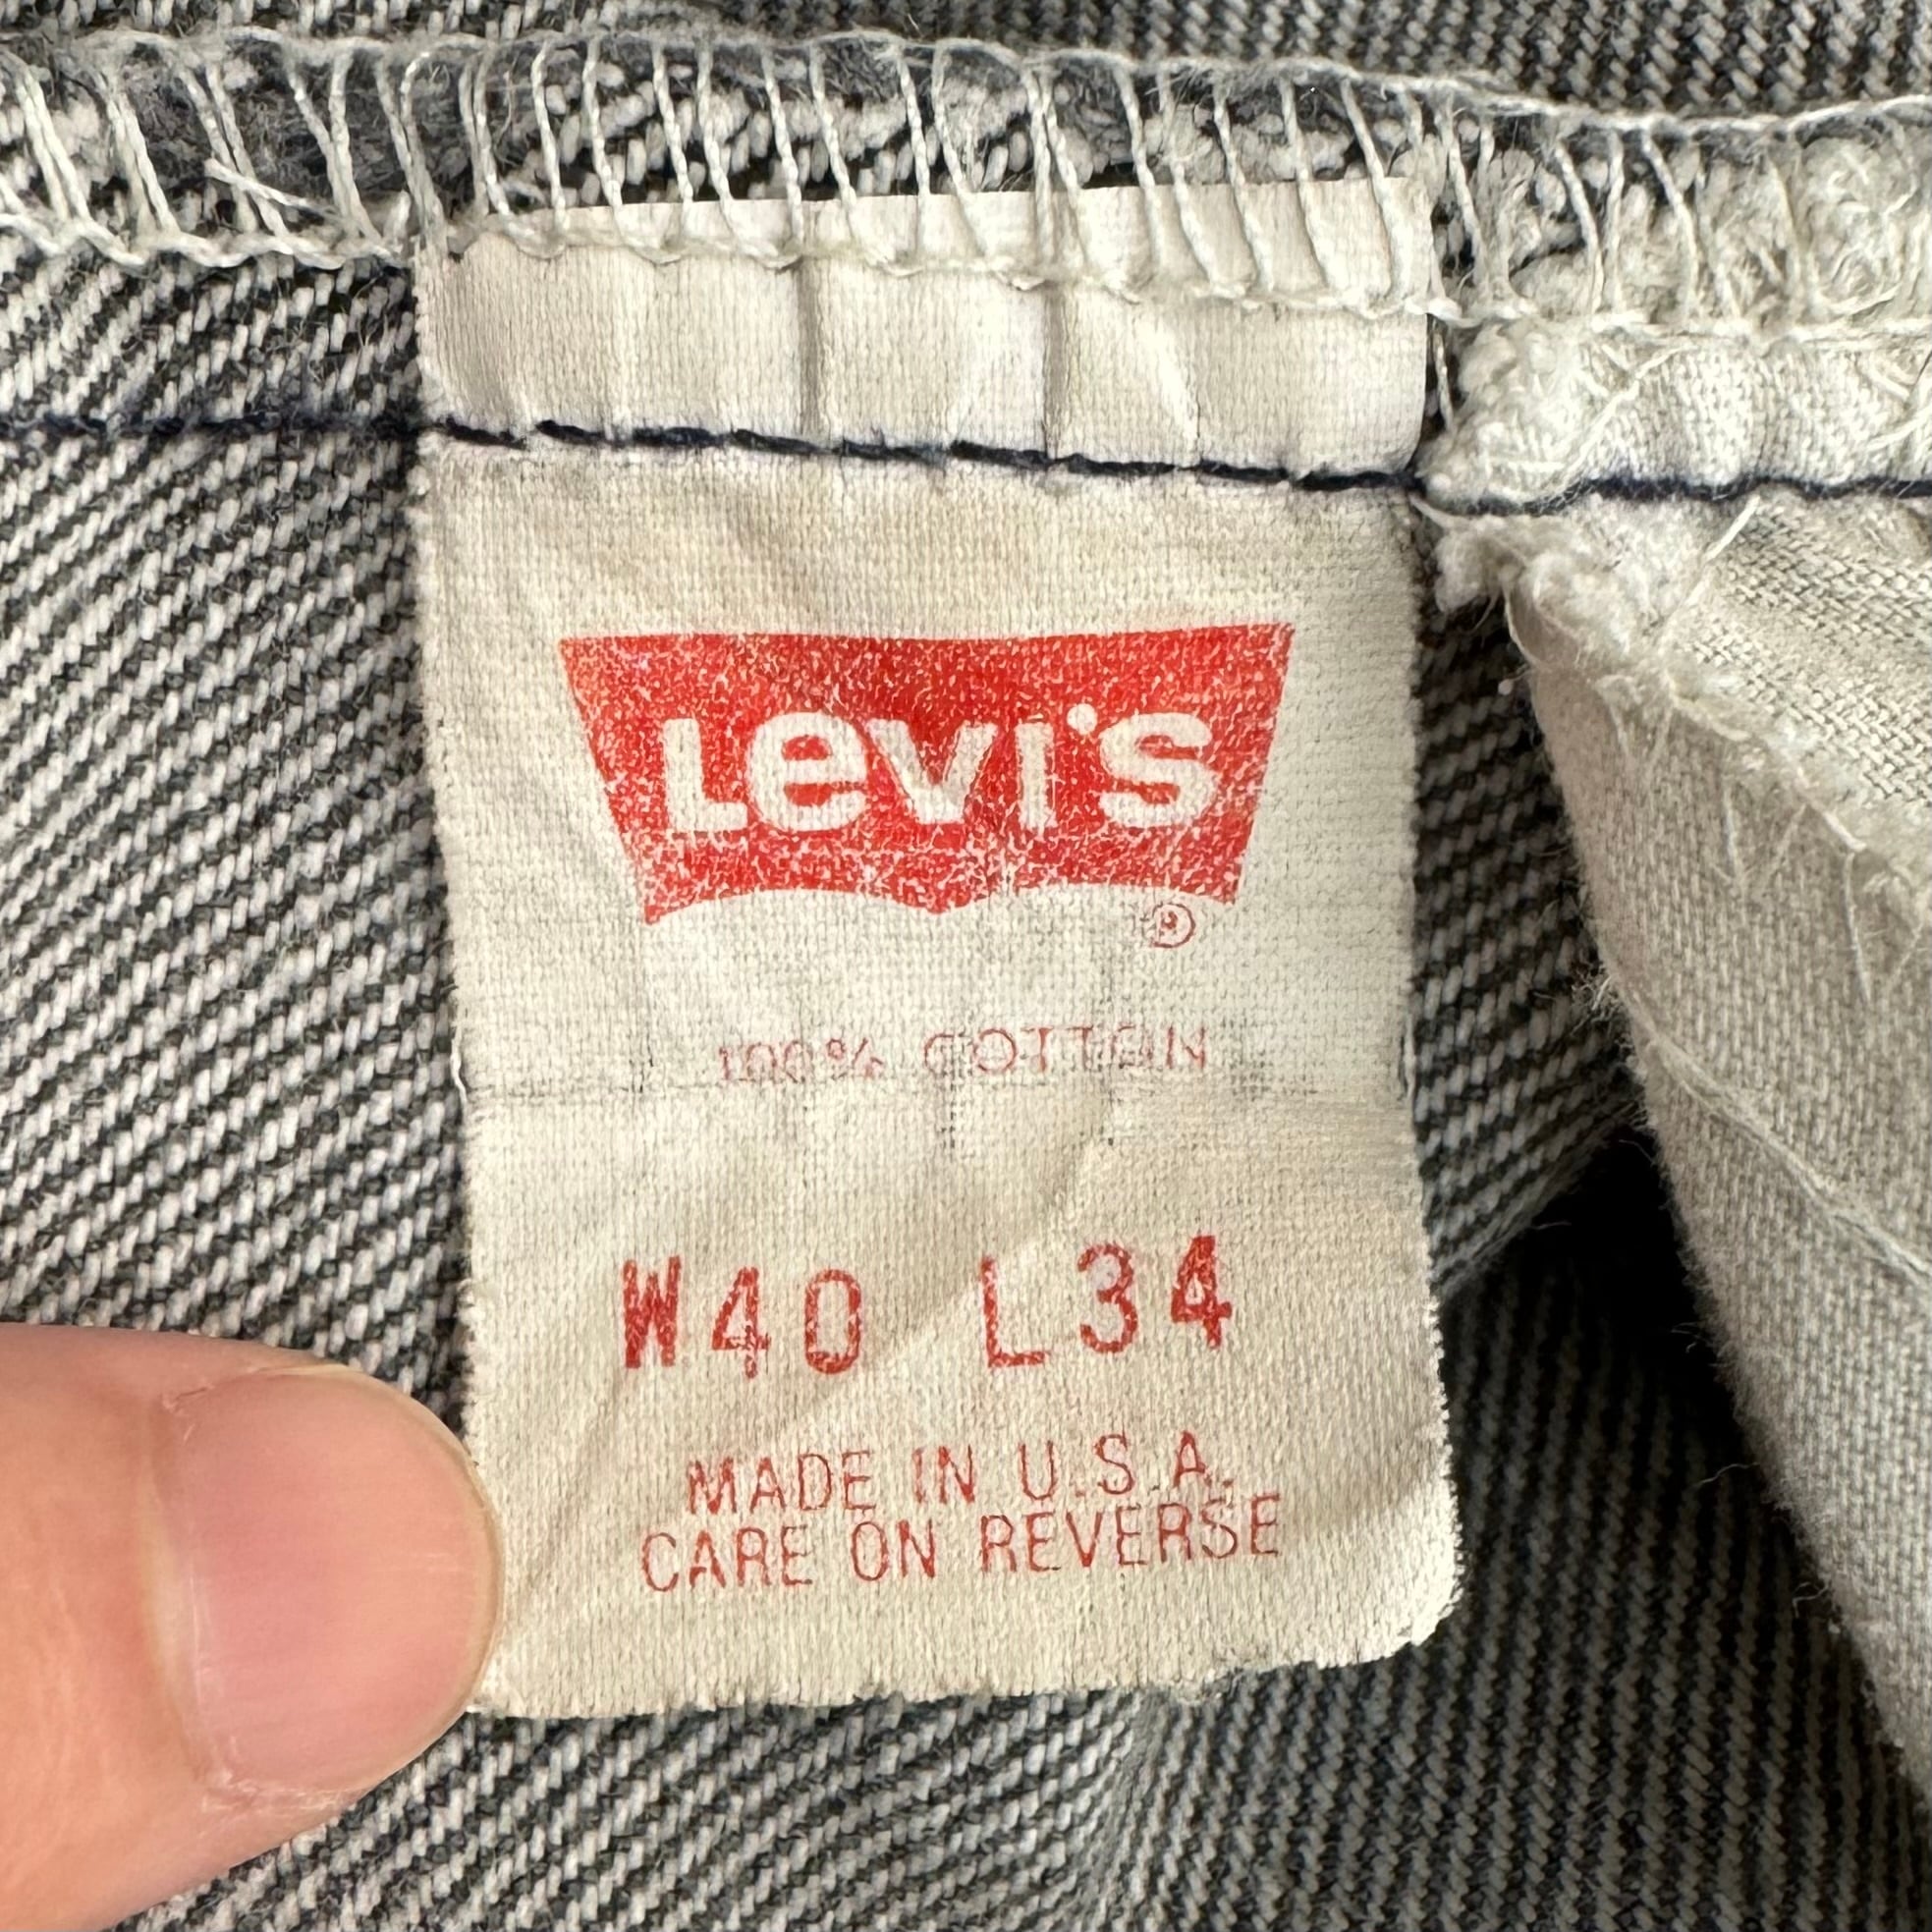 Levi's
®
100% COTTON
W40 L34
MADE IN U.S.A.
CARE ON REVERSE